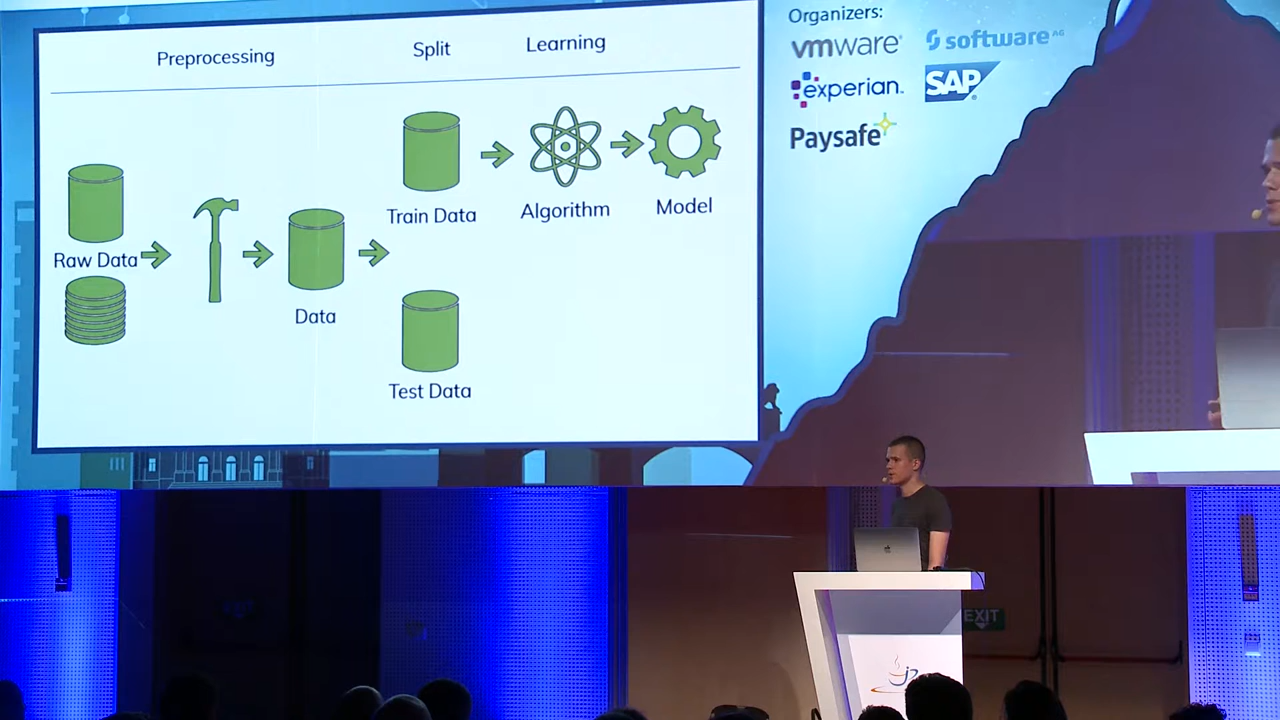 Preprocessing
Split
Learning
Raw Data
Data
Train Data
Algorithm
Model
Test Data
Organizers:
vmware
software AG
experian.
SAP
Paysafe
EXIT